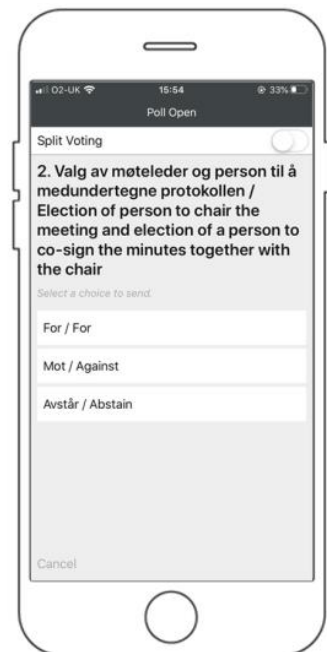 O2-UK 15:54 33%
Poll Open
Split Voting
2. Valg av møteleder og person til å
medundertegne protokollen /
Election of person to chair the
meeting and election of a person to
co-sign the minutes together with
the chair
Select a choice to send.
For / For
Mot / Against
Avstår / Abstain
Cancel